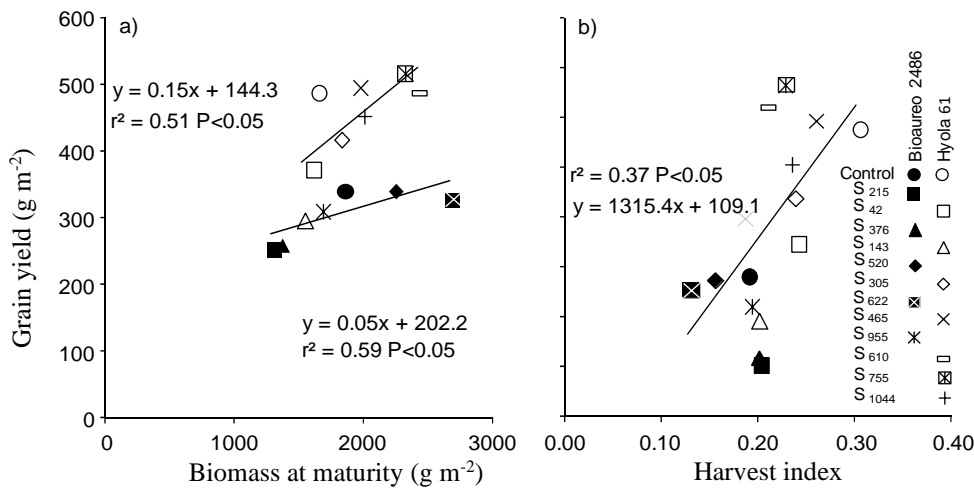 a)
b)
600
500
400
300
200
100
0
Grain yield (g m⁻²)
y = 0.15x + 144.3
r² = 0.51 P<0.05
y = 0.05x + 202.2
r² = 0.59 P<0.05
0
1000
2000
3000
Biomass at maturity (g m⁻²)
r² = 0.37 P<0.05
y = 1315.4x + 109.1
0.00
0.10
0.20
0.30
0.40
Harvest index
Bioaureo 2486
Hyola 61
Control
S 215
S 42
S 376
S 143
S 520
S 305
S 622
S 465
S 955
S 610
S 755
S 1044